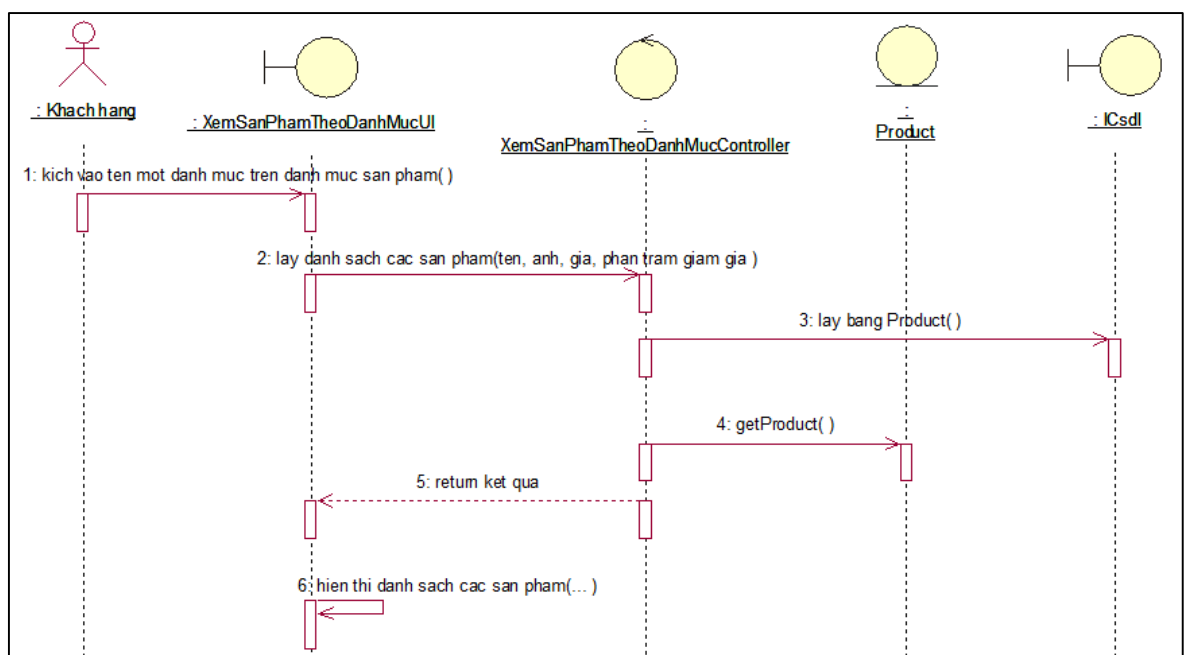 : Khach hang
: XemSanPhamTheoDanhMucUI
:
XemSanPhamTheoDanhMucController
:
Product
: ICsdl
1: kich vao ten mot danh muc tren danh muc san pham( )
2: lay danh sach cac san pham(ten, anh, gia, phan tram giam gia )
3: lay bang Product( )
4: getProduct( )
5: return ket qua
6: hien thi danh sach cac san pham(... )